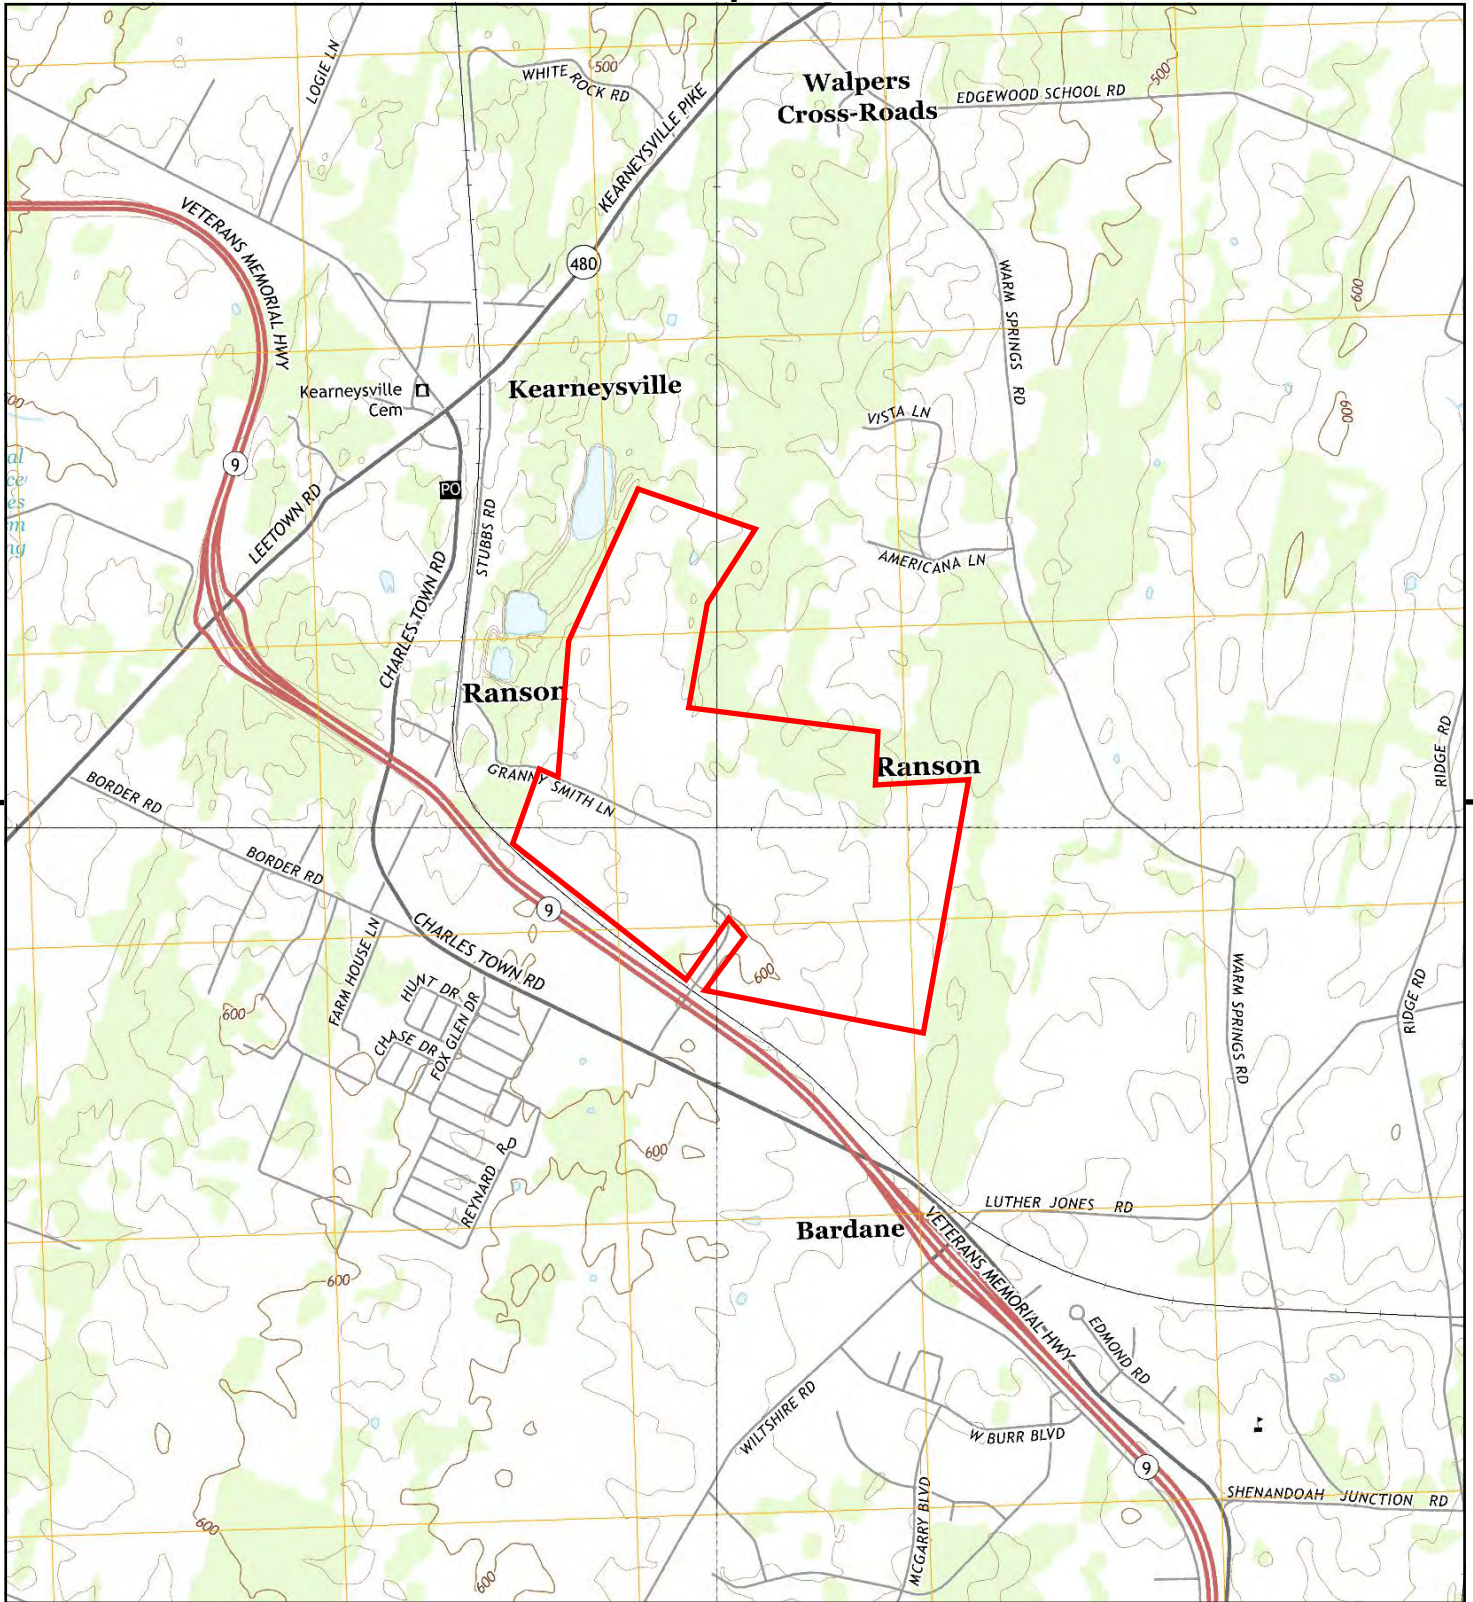 LOGIE LN
WHITE ROCK RD
500
KEARNEYSVILLE PIKE
Walpers
Cross-Roads
EDGEWOOD SCHOOL RD
500
VETERANS MEMORIAL HWY
480
WARM SPRINGS RD
600
Kearneysville
Cem
Kearneysville
600
VISTA LN
al
ce
es
m
ng
9
LEETOWN RD
PO
STUBBS RD
AMERICANA LN
CHARLES TOWN RD
Ranson
Ranson
RIDGE RD
GRANNY SMITH LN
BORDER RD
BORDER RD
9
CHARLES TOWN RD
FARM HOUSE LN
HUNT DR
FOX GLEN DR
CHASE DR
600
600
WARM SPRINGS RD
RIDGE RD
600
REYNARD RD
LUTHER JONES RD
Bardane
VETERANS MEMORIAL HWY
600
EDMOND RD
WILTSHIRE RD
W BURR BLVD
9
MCGARRY BLVD
SHENANDOAH JUNCTION RD
600
600